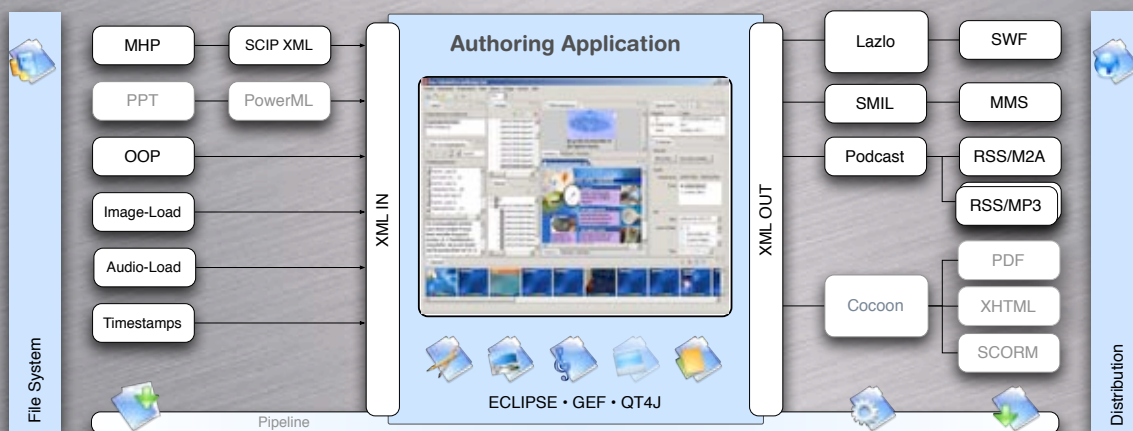 File System
MHP
SCIP XML
PPT
PowerML
OOP
Image-Load
Audio-Load
Timestamps
Pipeline
XML IN
Authoring Application
ECLIPSE • GEF • QT4J
XML OUT
Lazlo
SWF
SMIL
MMS
Podcast
RSS/M2A
RSS/MP3
Cocoon
PDF
XHTML
SCORM
Distribution